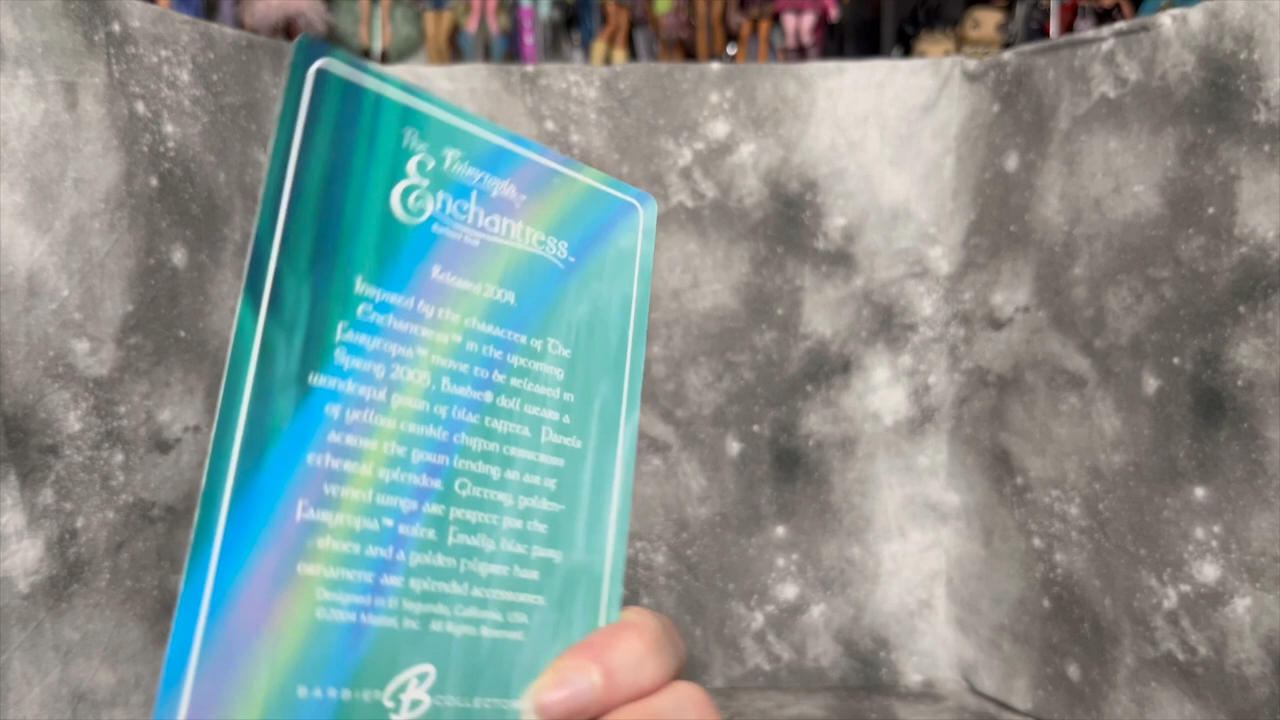 The Fairytopia
Enchantress™
Barbie® Doll
Released 2004.
Inspired by the character of The
Enchantress™ in the upcoming
Fairytopia™ movie to be released in
Spring 2005, Barbie® doll wears a
wonderful gown of lilac taffeta. Panels
of yellow crinkle chiffon crisscross
across the gown lending an air of
ethereal splendor. Glittery, golden-
veined wings are perfect for the
Fairytopia™ ruler. Finally, lilac pump
shoes and a golden filigree hair
ornament are splendid accessories.
Designed in El Segundo, California, USA.
©2004 Mattel, Inc. All Rights Reserved.
BARBIE B COLLECTOR